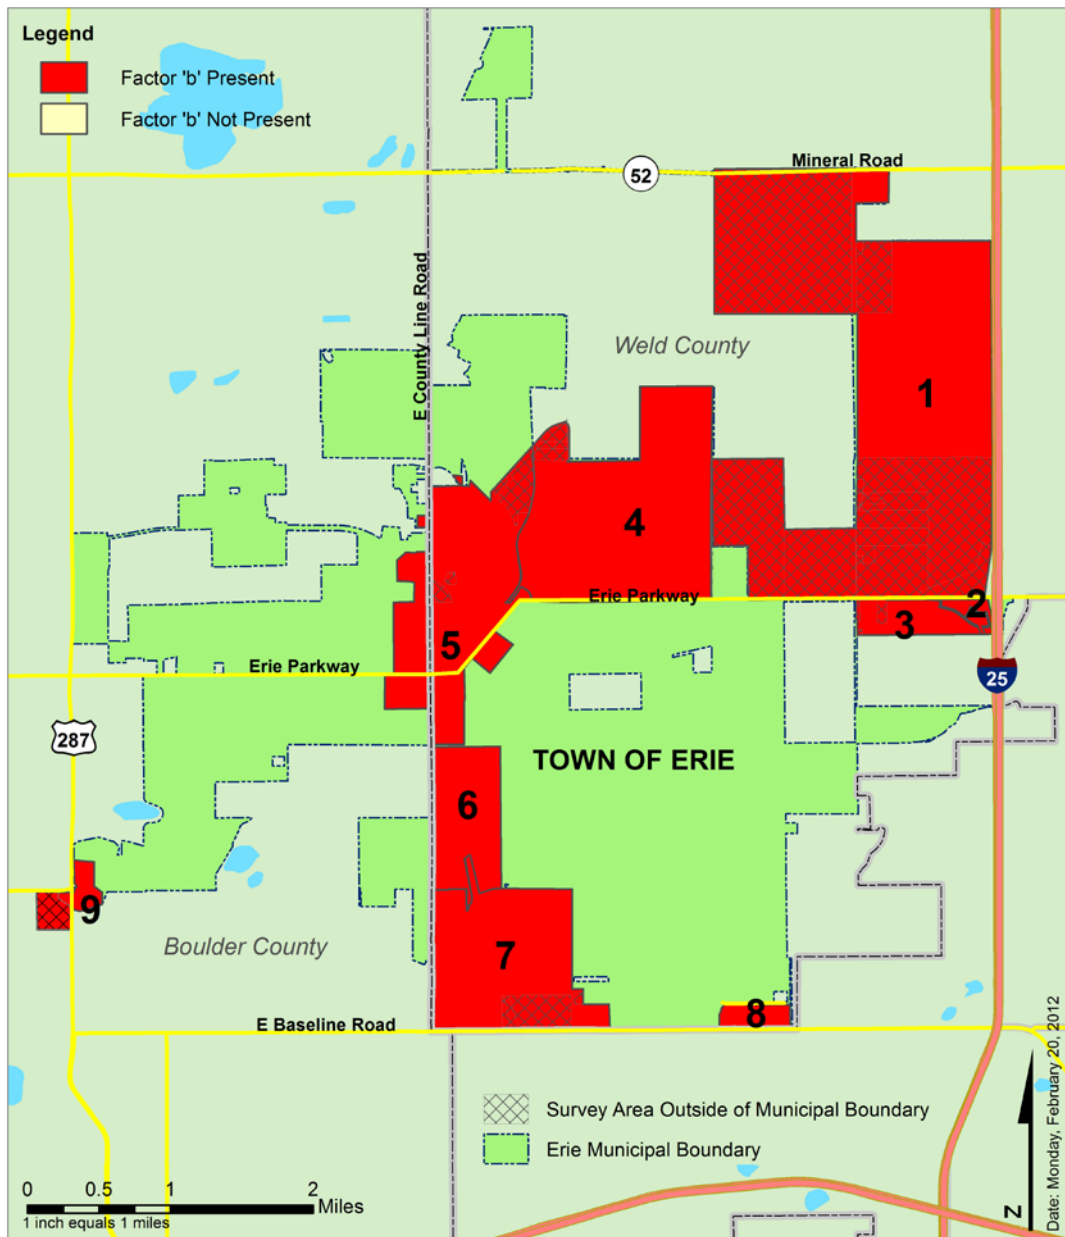 Legend
Factor 'b' Present
Factor 'b' Not Present
Mineral Road
52
E County Line Road
Weld County
1
4
Erie Parkway
2
3
5
Erie Parkway
25
287
TOWN OF ERIE
6
9
Boulder County
7
8
E Baseline Road
Survey Area Outside of Municipal Boundary
Erie Municipal Boundary
0 0.5 1 2
Miles
1 inch equals 1 miles
N
Date: Monday, February 20, 2012